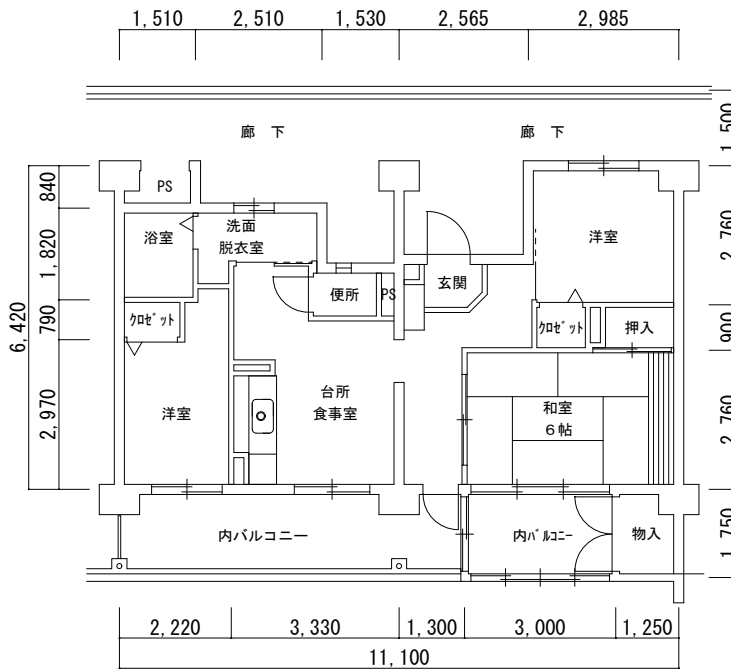 1,510
2,510
1,530
2,565
2,985
廊 下
廊 下
1,500
840
PS
洗面
脱衣室
浴室
洋室
2,760
1,820
玄関
便所
PS
6,420
790
ｸﾛｾﾞｯﾄ
ｸﾛｾﾞｯﾄ
押入
900
2,970
洋室
台所
食事室
和室
6帖
2,760
内バルコニー
内ﾊﾞﾙｺﾆｰ
物入
1,750
2,220
3,330
1,300
3,000
1,250
11,100